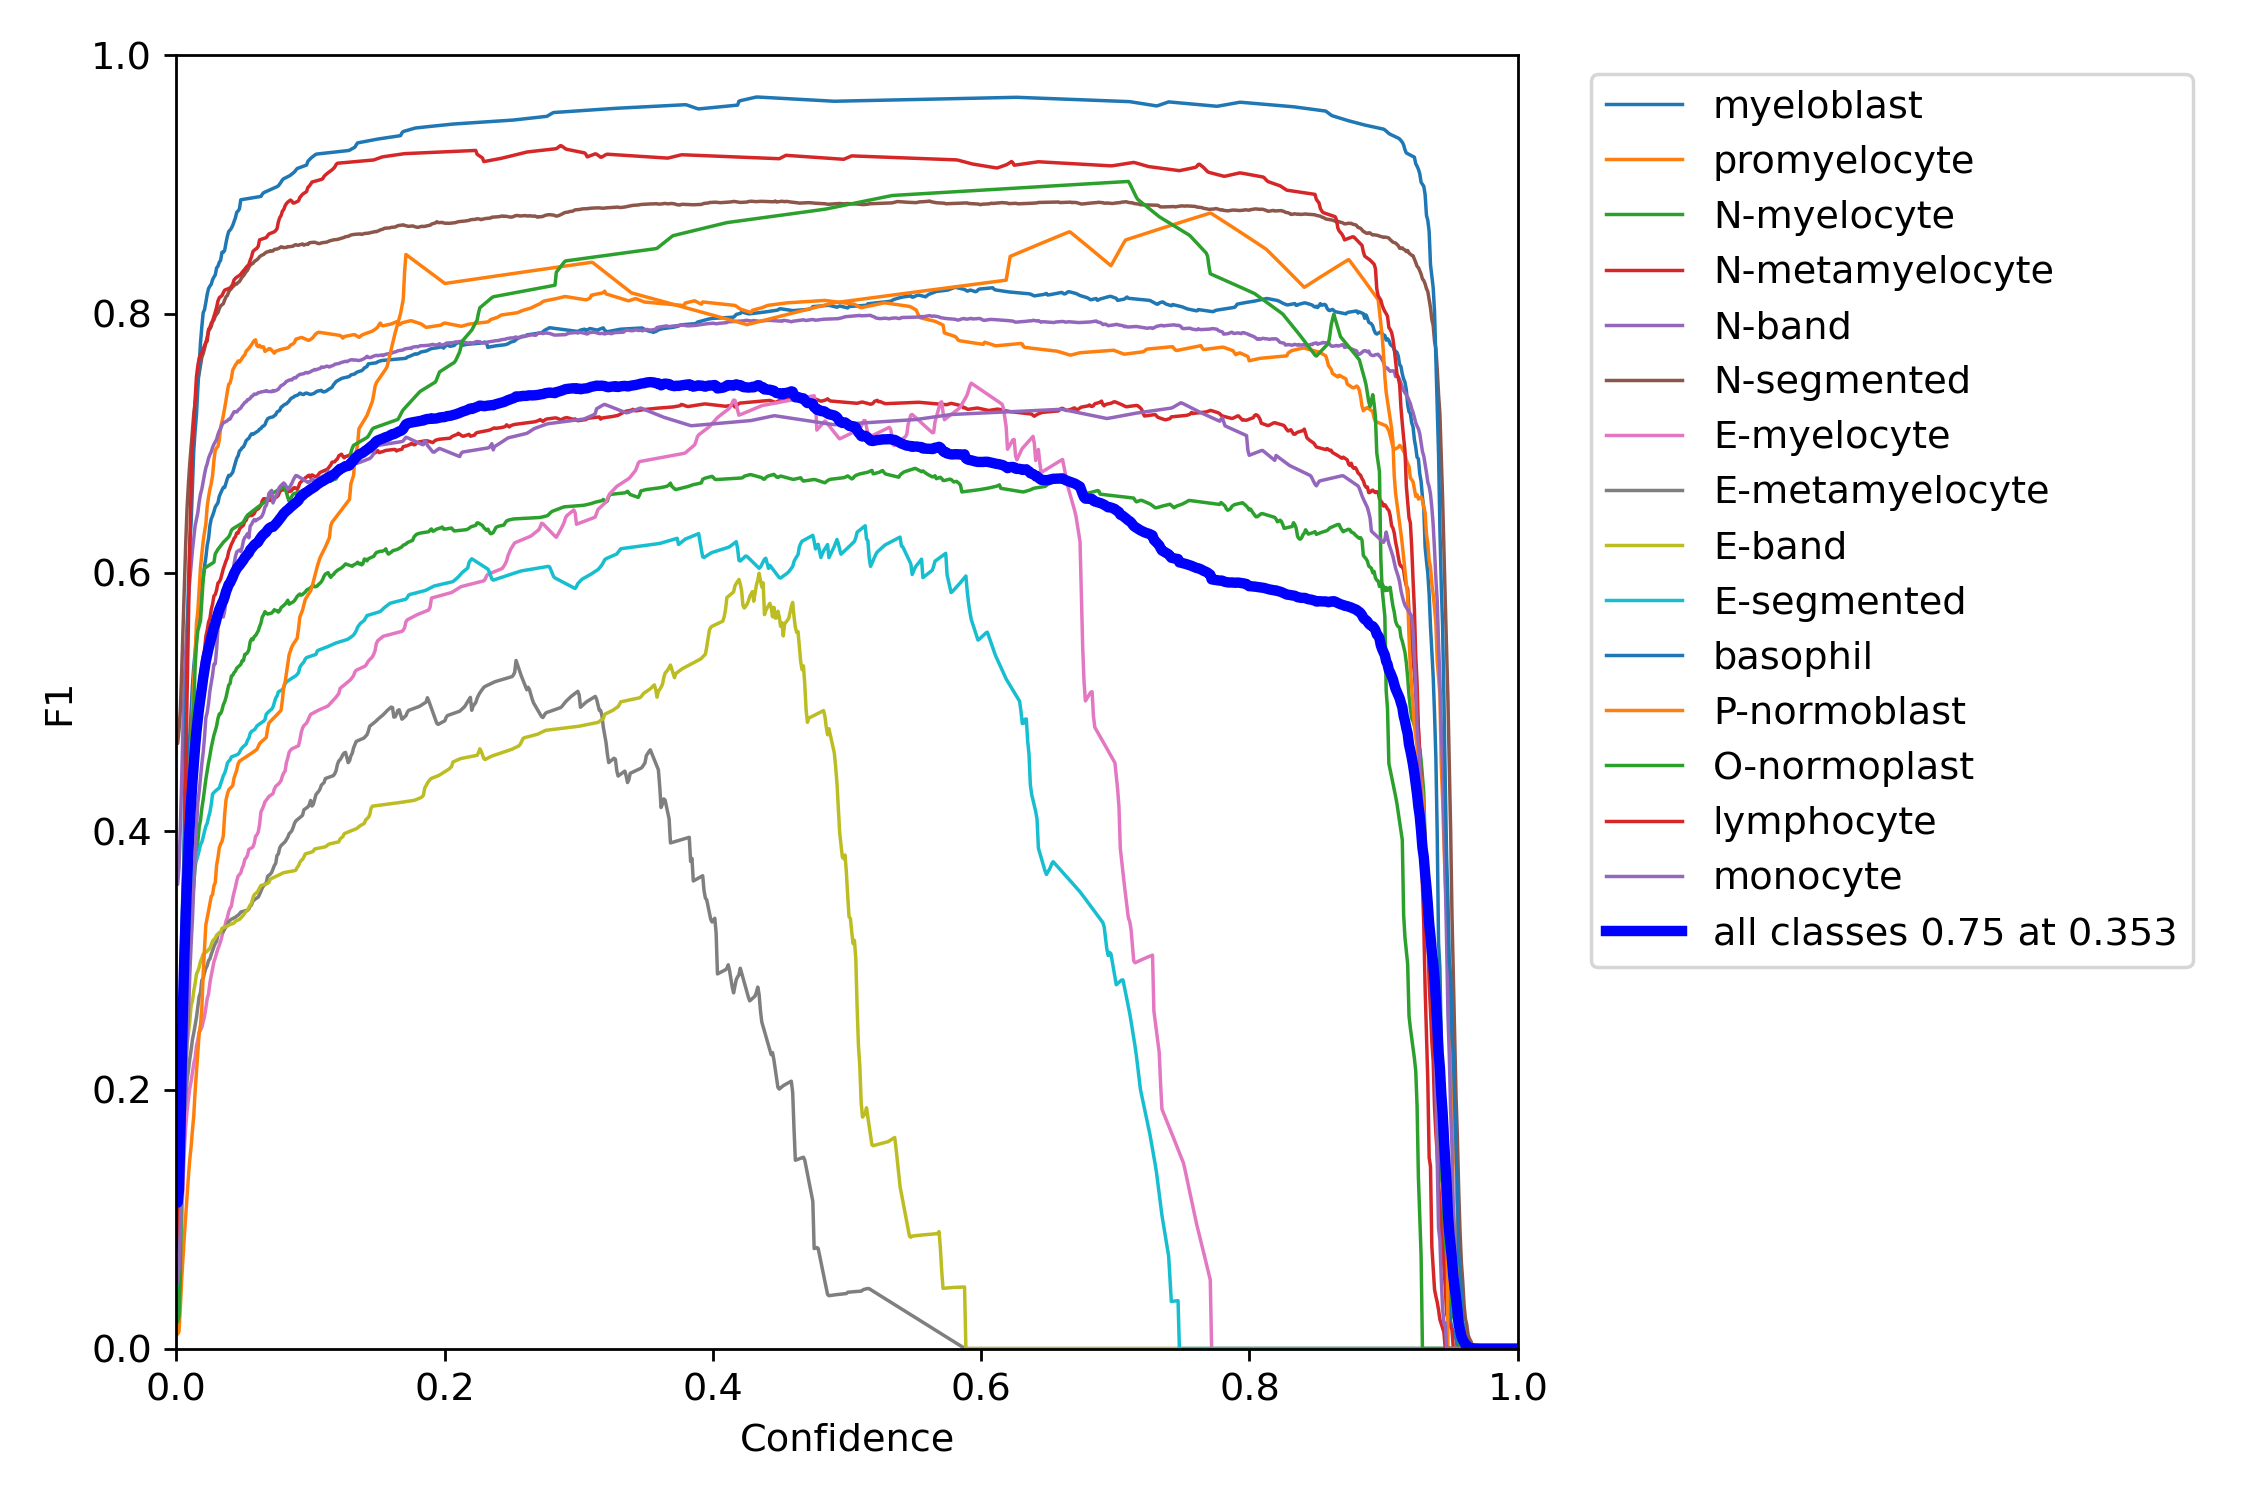 1.0
0.8
0.6
0.4
0.2
0.0
F1
0.0 0.2 0.4 0.6 0.8 1.0
Confidence
myeloblast
promyelocyte
N-myelocyte
N-metamyelocyte
N-band
N-segmented
E-myelocyte
E-metamyelocyte
E-band
E-segmented
basophil
P-normoblast
O-normoplast
lymphocyte
monocyte
all classes 0.75 at 0.353